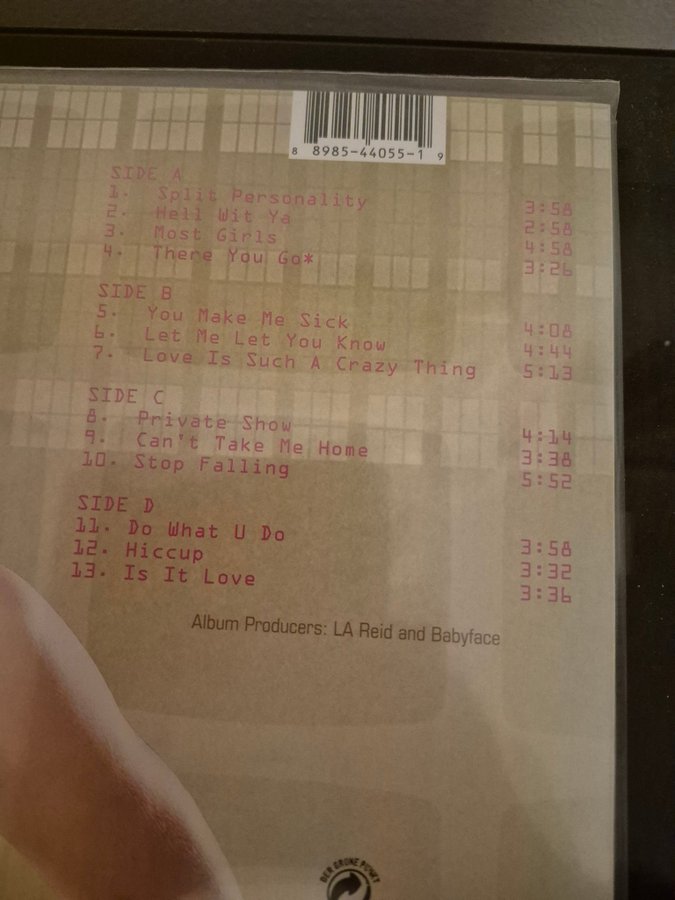 8 8985-44055-1 9
SIDE A
1. Split Personality 3:58
2. Hell Wit Ya 2:58
3. Most Girls 4:58
4. There You Go* 3:26
SIDE B
5. You Make Me Sick 4:08
6. Let Me Let You Know 4:44
7. Love Is Such A Crazy Thing 5:13
SIDE C
8. Private Show 4:14
9. Can't Take Me Home 3:38
10. Stop Falling 5:52
SIDE D
11. Do What U Do 3:58
12. Hiccup 3:32
13. Is It Love 3:36
Album Producers: LA Reid and Babyface
DER GRÜNE PUNKT